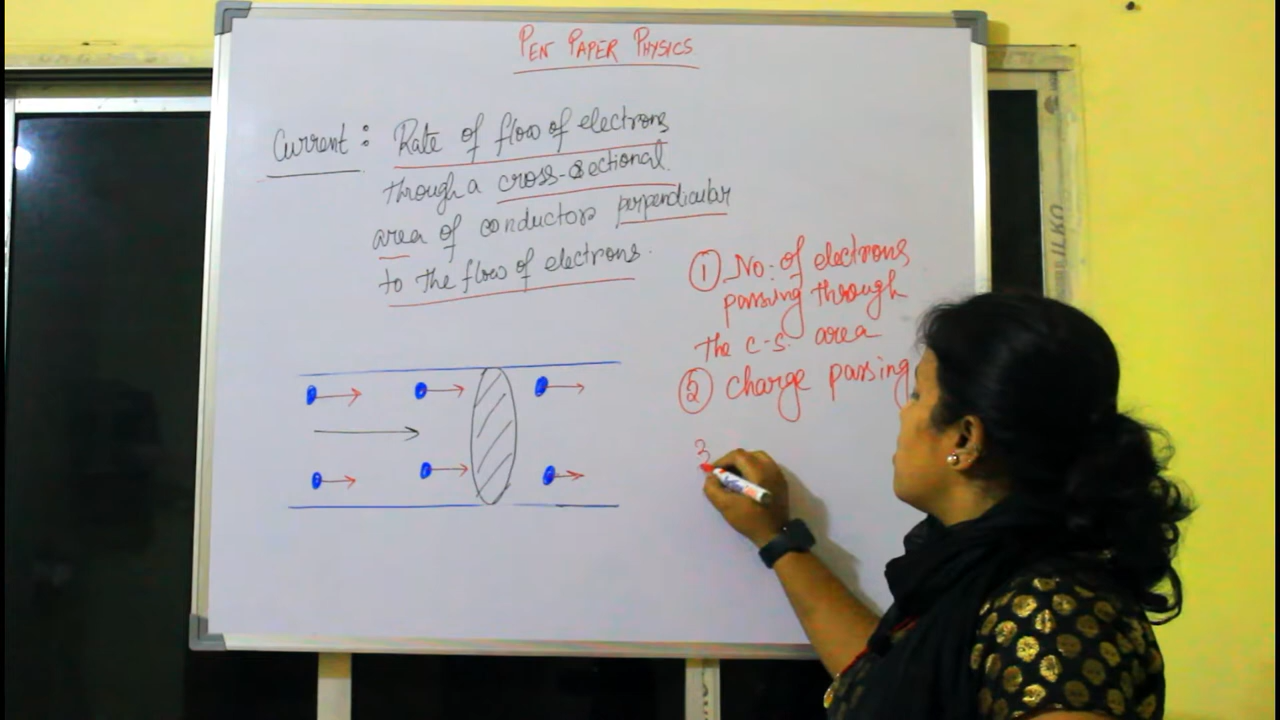 PEN PAPER PHYSICS
Current : Rate of flow of electrons
through a cross-sectional
area of conductor perpendicular
to the flow of electrons.
① No. of electrons
passing through
the c-s. area
② charge passing
3